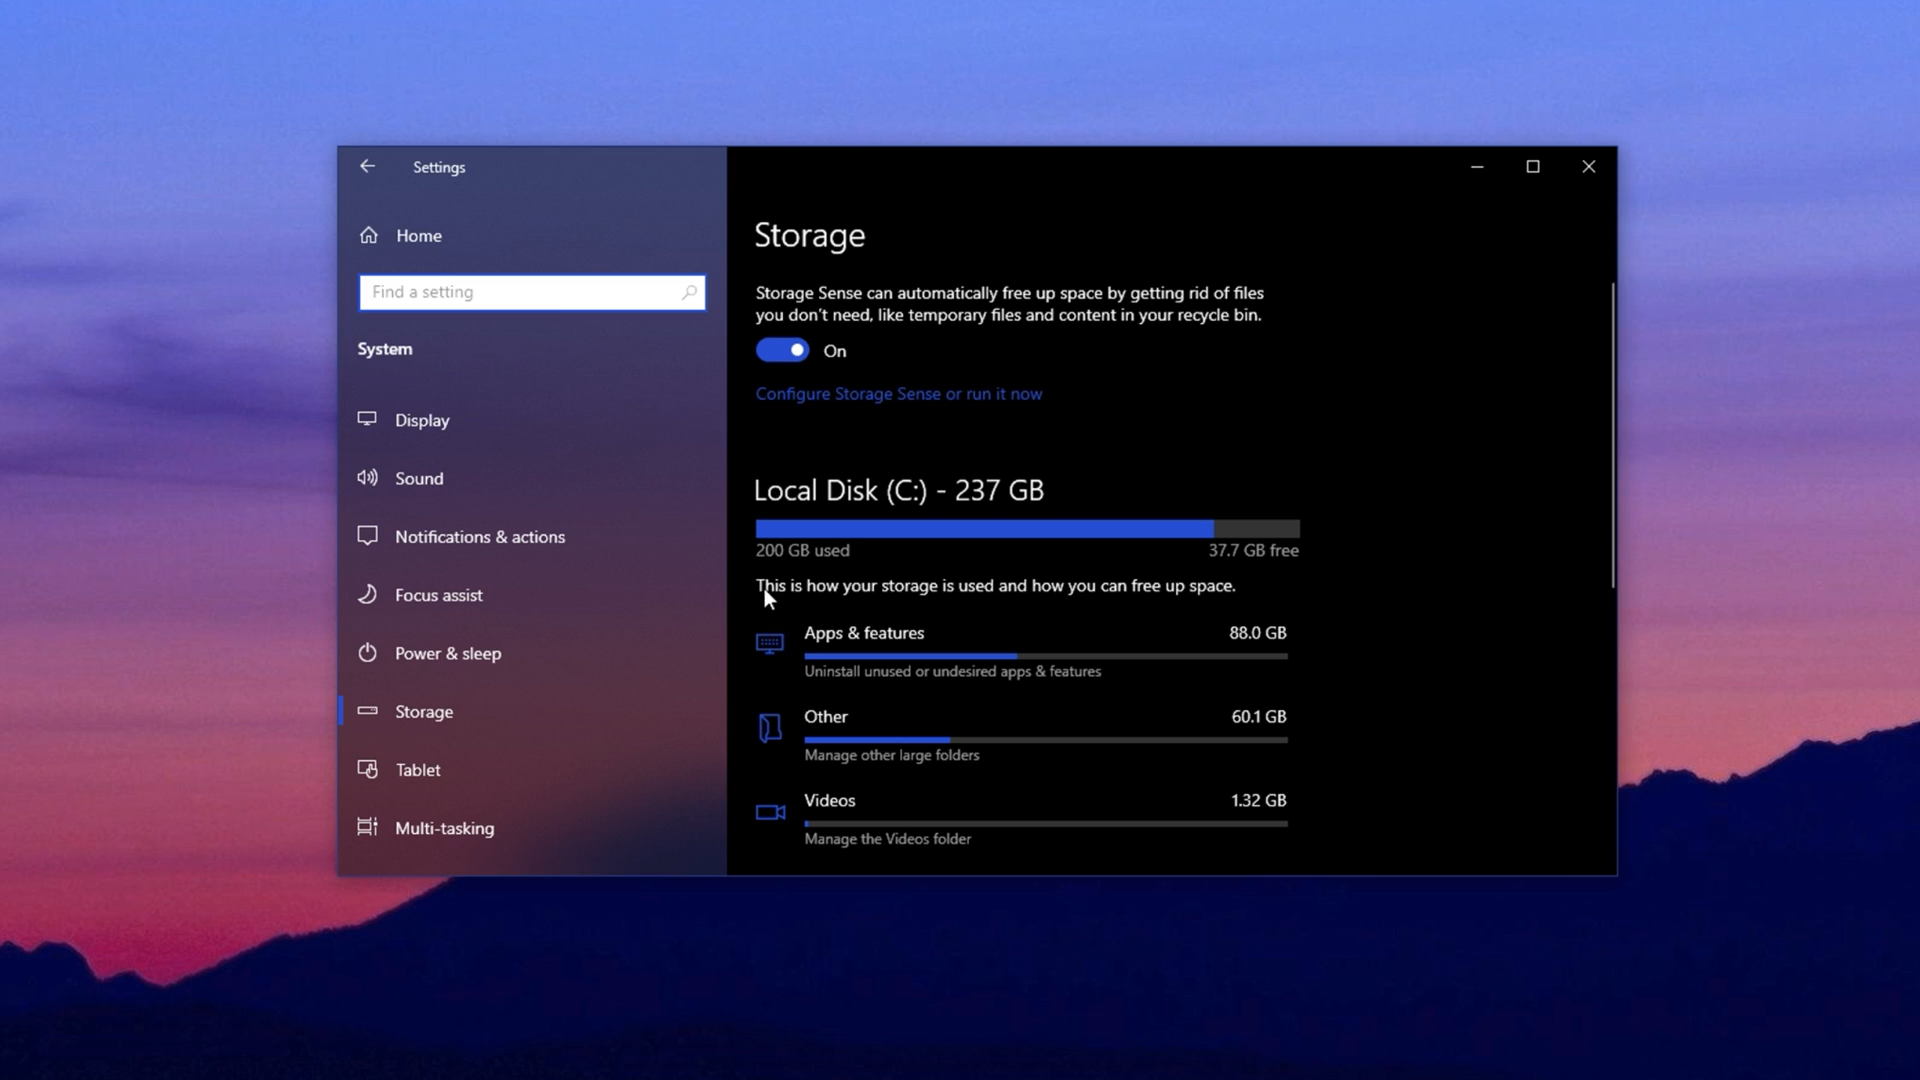 Settings
Home
Find a setting
System
Display
Sound
Notifications & actions
Focus assist
Power & sleep
Storage
Tablet
Multi-tasking
Storage
Storage Sense can automatically free up space by getting rid of files
you don't need, like temporary files and content in your recycle bin.
On
Configure Storage Sense or run it now
Local Disk (C:) - 237 GB
200 GB used 37.7 GB free
This is how your storage is used and how you can free up space.
Apps & features 88.0 GB
Uninstall unused or undesired apps & features
Other 60.1 GB
Manage other large folders
Videos 1.32 GB
Manage the Videos folder